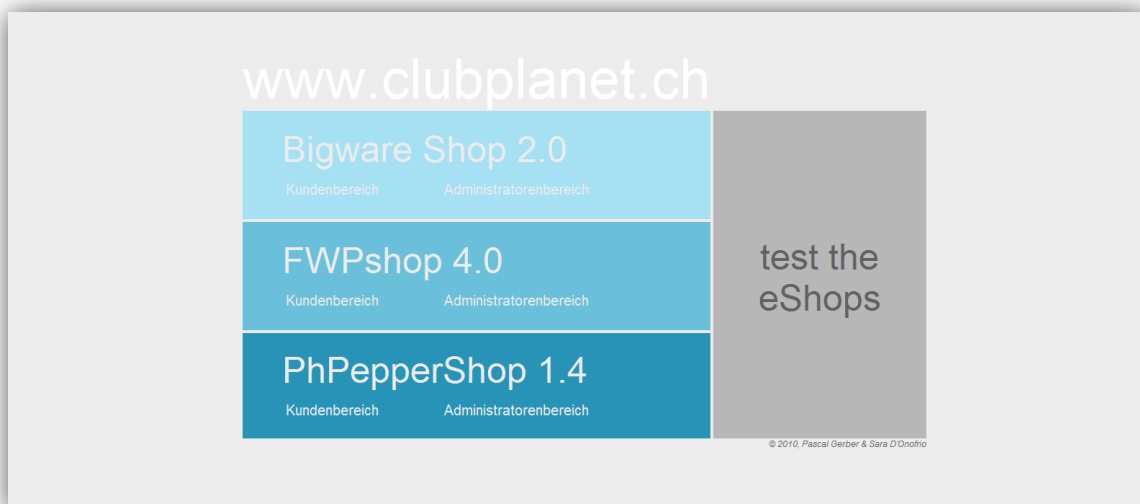 www.clubplanet.ch
Bigware Shop 2.0
Kundenbereich Administratorenbereich
FWPshop 4.0
Kundenbereich Administratorenbereich
PhPepperShop 1.4
Kundenbereich Administratorenbereich
test the
eShops
© 2010, Pascal Gerber & Sara D'Onofrio